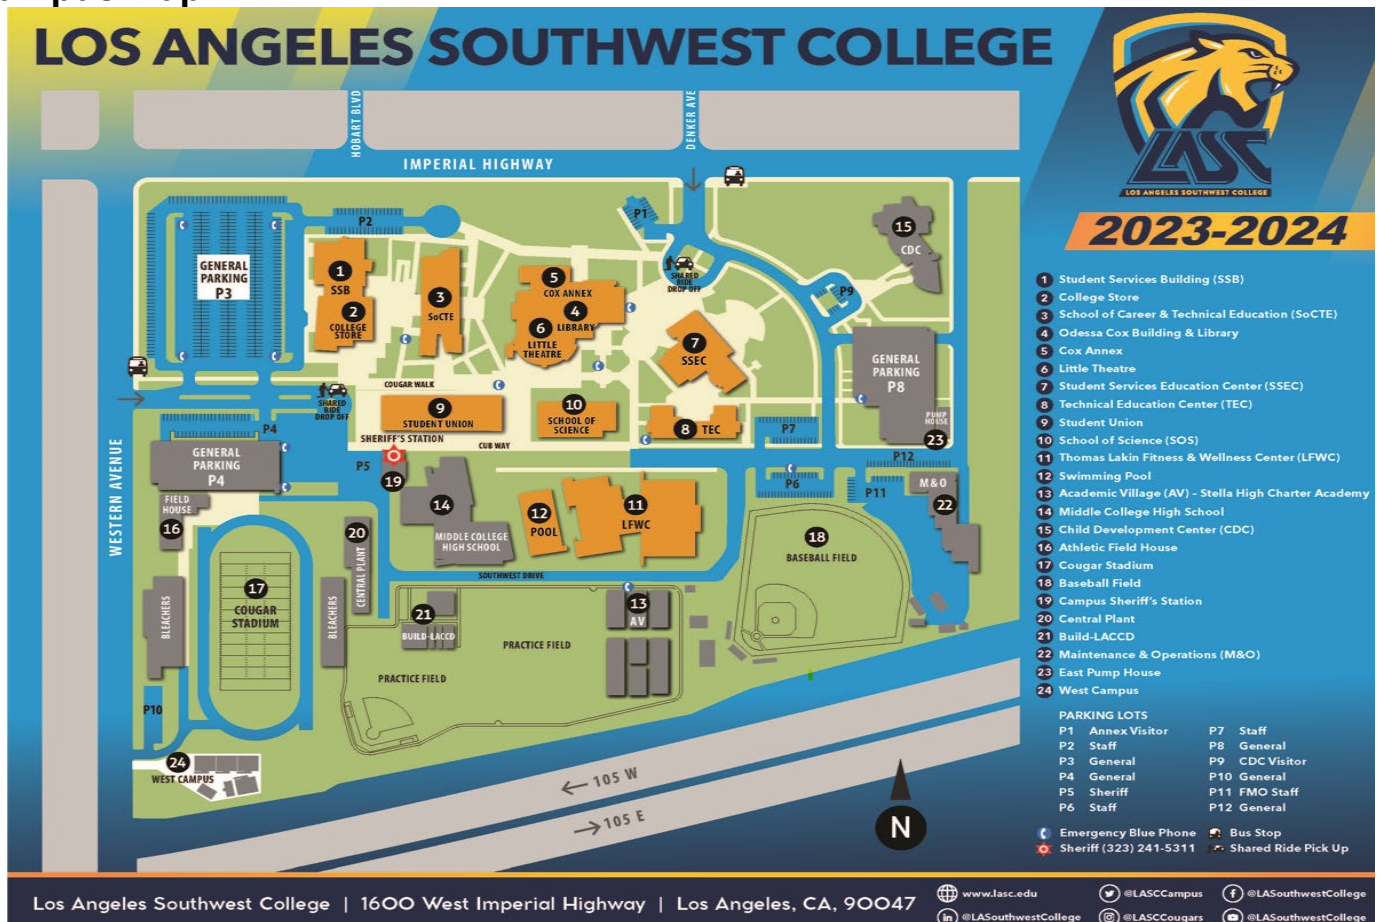 LOS ANGELES SOUTHWEST COLLEGE
LASC
LOS ANGELES SOUTHWEST COLLEGE
2023-2024
HOBART BLVD
DENKER AVE
IMPERIAL HIGHWAY
WESTERN AVENUE
P2
P1
GENERAL
PARKING
P3
1
SSB
2
COLLEGE
STORE
3
SoCTE
5
COX ANNEX
4
LIBRARY
6
LITTLE
THEATRE
SHARED
RIDE
DROP OFF
15
CDC
P9
7
SSEC
GENERAL
PARKING
P8
PUMP
HOUSE
23
COUGAR WALK
SHARED
RIDE
DROP OFF
9
STUDENT UNION
10
SCHOOL OF
SCIENCE
8 TEC
P7
SHERIFF'S STATION
CUB WAY
P4
GENERAL
PARKING
P4
P5
19
P12
M&O
22
P6
P11
FIELD
HOUSE
16
14
MIDDLE COLLEGE
HIGH SCHOOL
12
POOL
11
LFWC
18
BASEBALL FIELD
20
CENTRAL PLANT
SOUTHWEST DRIVE
17
COUGAR
STADIUM
BLEACHERS
BLEACHERS
21
BUILD-LACCD
13
AV
PRACTICE FIELD
PRACTICE FIELD
P10
24
WEST CAMPUS
105 W
105 E
N
1 Student Services Building (SSB)
2 College Store
3 School of Career & Technical Education (SoCTE)
4 Odessa Cox Building & Library
5 Cox Annex
6 Little Theatre
7 Student Services Education Center (SSEC)
8 Technical Education Center (TEC)
9 Student Union
10 School of Science (SOS)
11 Thomas Lakin Fitness & Wellness Center (LFWC)
12 Swimming Pool
13 Academic Village (AV) - Stella High Charter Academy
14 Middle College High School
15 Child Development Center (CDC)
16 Athletic Field House
17 Cougar Stadium
18 Baseball Field
19 Campus Sheriff's Station
20 Central Plant
21 Build-LACCD
22 Maintenance & Operations (M&O)
23 East Pump House
24 West Campus
PARKING LOTS
P1 Annex Visitor P7 Staff
P2 Staff P8 General
P3 General P9 CDC Visitor
P4 General P10 General
P5 Sheriff P11 FMO Staff
P6 Staff P12 General
Emergency Blue Phone Bus Stop
Sheriff (323) 241-5311 Shared Ride Pick Up
Los Angeles Southwest College | 1600 West Imperial Highway | Los Angeles, CA, 90047
www.lasc.edu @LASCCampus @LASouthwestCollege
@LASouthwestCollege @LASCCougars @LASouthwestCollege